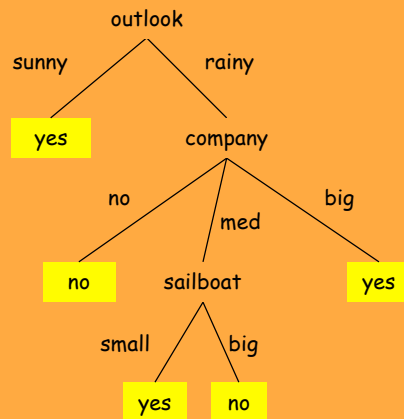 outlook
sunny rainy
yes company
no med big
no sailboat yes
small big
yes no